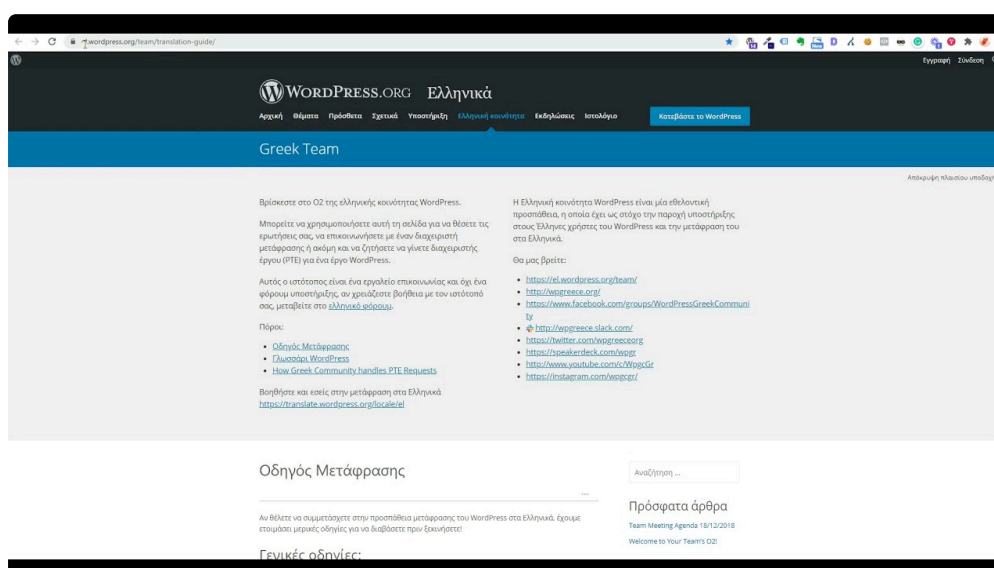 wordpress.org/team/translation-guide/
Εγγραφή Σύνδεση
WORDPRESS.ORG Ελληνικά
Αρχική Θέματα Πρόσθετα Σχετικά Υποστήριξη Ελληνική κοινότητα Εκδηλώσεις Ιστολόγιο Κατεβάστε το WordPress
Greek Team
Απόκρυψη πλαισίου υποδοχή
Βρίσκεστε στο O2 της ελληνικής κοινότητας WordPress.
Μπορείτε να χρησιμοποιήσετε αυτή τη σελίδα για να θέσετε τις
ερωτήσεις σας, να επικοινωνήσετε με έναν διαχειριστή
μετάφρασης ή ακόμη και να ζητήσετε να γίνετε διαχειριστής
έργου (PTE) για ένα έργο WordPress.
Αυτός ο ιστότοπος είναι ένα εργαλείο επικοινωνίας και όχι ένα
φόρουμ υποστήριξης, αν χρειάζεστε βοήθεια με τον ιστότοπό
σας, μεταβείτε στο ελληνικό φόρουμ.
Πόροι:
Οδηγός Μετάφρασης
Γλωσσάρι WordPress
How Greek Community handles PTE Requests
Βοηθήστε και εσείς στην μετάφραση στα Ελληνικά
https://translate.wordpress.org/locale/el
Η Ελληνική κοινότητα WordPress είναι μία εθελοντική
προσπάθεια, η οποία έχει ως στόχο την παροχή υποστήριξης
στους Έλληνες χρήστες του WordPress και την μετάφραση του
στα Ελληνικά.
Θα μας βρείτε:
https://el.wordpress.org/team/
http://wpgreece.org/
https://www.facebook.com/groups/WordPressGreekCommuni
ty
http://wpgreece.slack.com/
https://twitter.com/wpgreeceorg
https://speakerdeck.com/wpgr
http://www.youtube.com/c/WpgcGr
https://instagram.com/wpgcgr/
Οδηγός Μετάφρασης
...
Αν θέλετε να συμμετάσχετε στην προσπάθεια μετάφρασης του WordPress στα Ελληνικά, έχουμε
ετοιμάσει μερικές οδηγίες για να διαβάσετε πριν ξεκινήσετε!
Γενικές οδηγίες:
Αναζήτηση ...
Πρόσφατα άρθρα
Team Meeting Agenda 18/12/2018
Welcome to Your Team's O2!